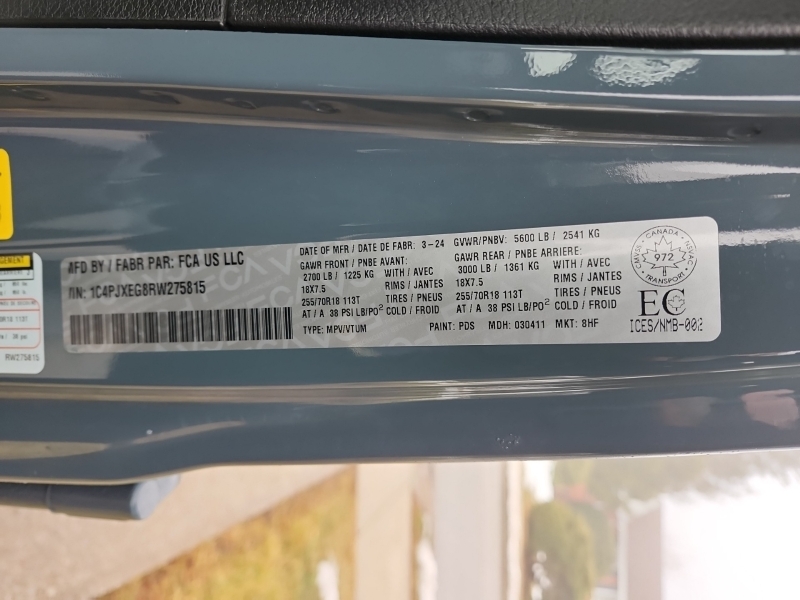 MFD BY / FABR PAR: FCA US LLC
1C4PJXEG8RW275815
DATE OF MFR / DATE DE FABR: 3-24
GVWR/PNBV: 5600 LB / 2541 KG
GAWR FRONT / PNBE AVANT:
2700 LB / 1225 KG WITH / AVEC
18X7.5 RIMS / JANTES
255/70R18 113T TIRES / PNEUS
AT / A 38 PSI LB/PO² COLD / FROID
GAWR REAR / PNBE ARRIERE:
3000 LB / 1361 KG WITH / AVEC
18X7.5 RIMS / JANTES
255/70R18 113T TIRES / PNEUS
AT / A 38 PSI LB/PO² COLD / FROID
TYPE: MPV/VTUM PAINT: PDS MDH: 030411 MKT: 8HF
CANADA
CMVSS 972 NSVAC
TRANSPORT
EC
ICES/NMB-002
RW275815